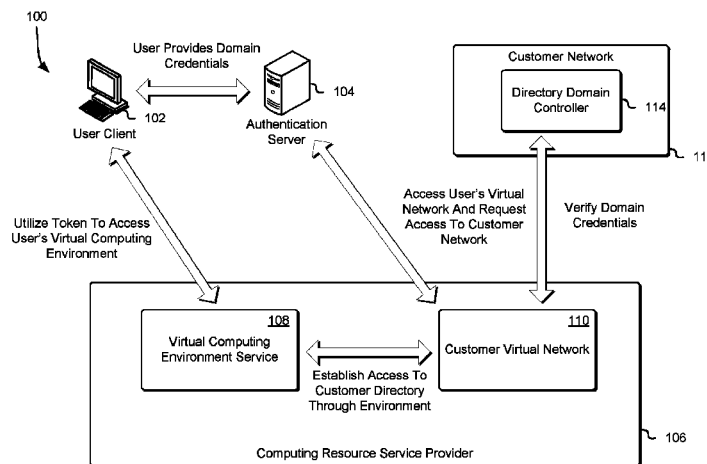 100
User Provides Domain
Credentials
102
User Client
104
Authentication
Server
Customer Network
Directory Domain
Controller
114
11
Utilize Token To Access
User's Virtual Computing
Environment
Access User's Virtual
Network And Request
Access To Customer
Network
Verify Domain
Credentials
108
Virtual Computing
Environment Service
Establish Access To
Customer Directory
Through Environment
110
Customer Virtual Network
106
Computing Resource Service Provider